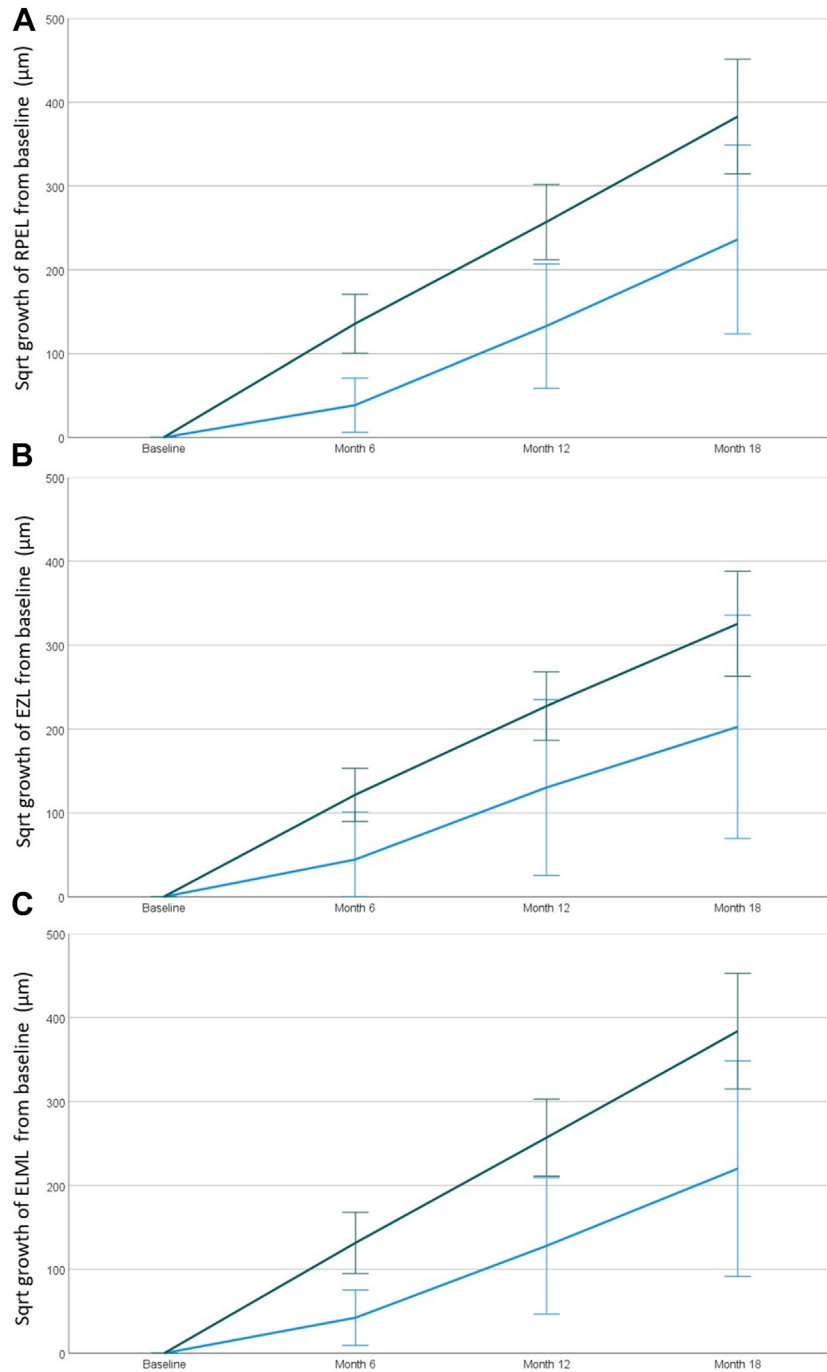 A
Sqrt growth of RPEL from baseline (µm)
500
400
300
200
100
0
Baseline Month 6 Month 12 Month 18
B
Sqrt growth of EZL from baseline (µm)
500
400
300
200
100
0
Baseline Month 6 Month 12 Month 18
C
Sqrt growth of ELML from baseline (µm)
500
400
300
200
100
0
Baseline Month 6 Month 12 Month 18